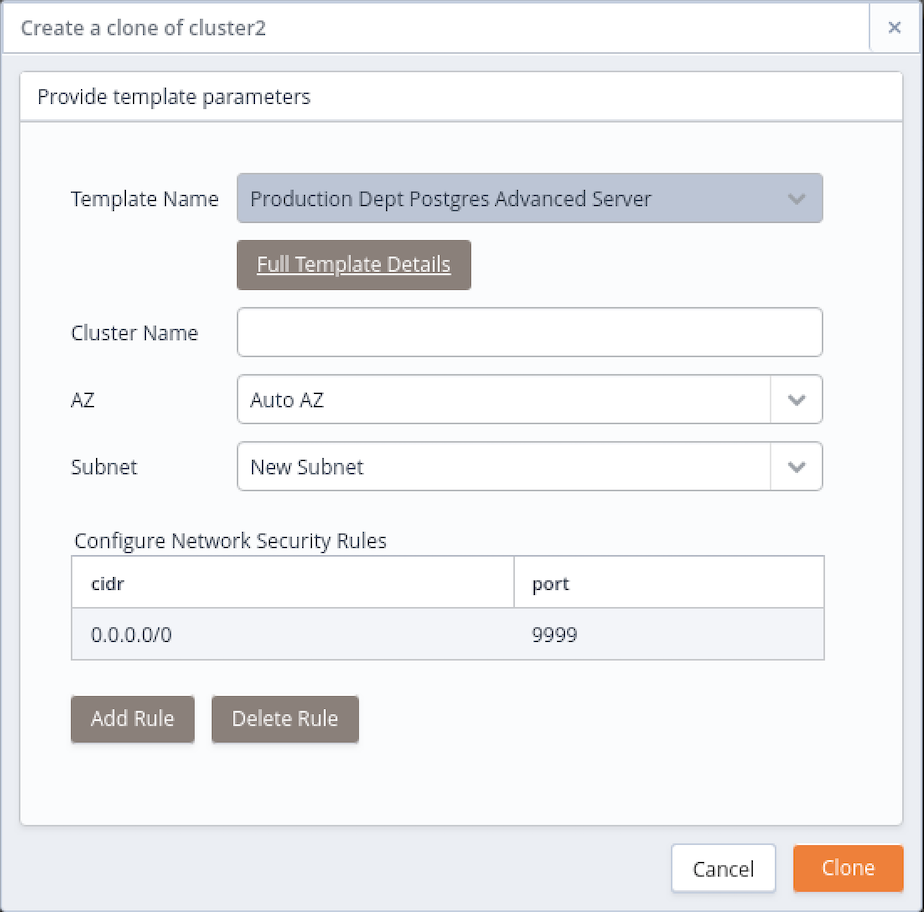 Create a clone of cluster2
Provide template parameters
Template Name Production Dept Postgres Advanced Server
Full Template Details
Cluster Name
AZ Auto AZ
Subnet New Subnet
Configure Network Security Rules
cidr port
0.0.0.0/0 9999
Add Rule Delete Rule
Cancel Clone